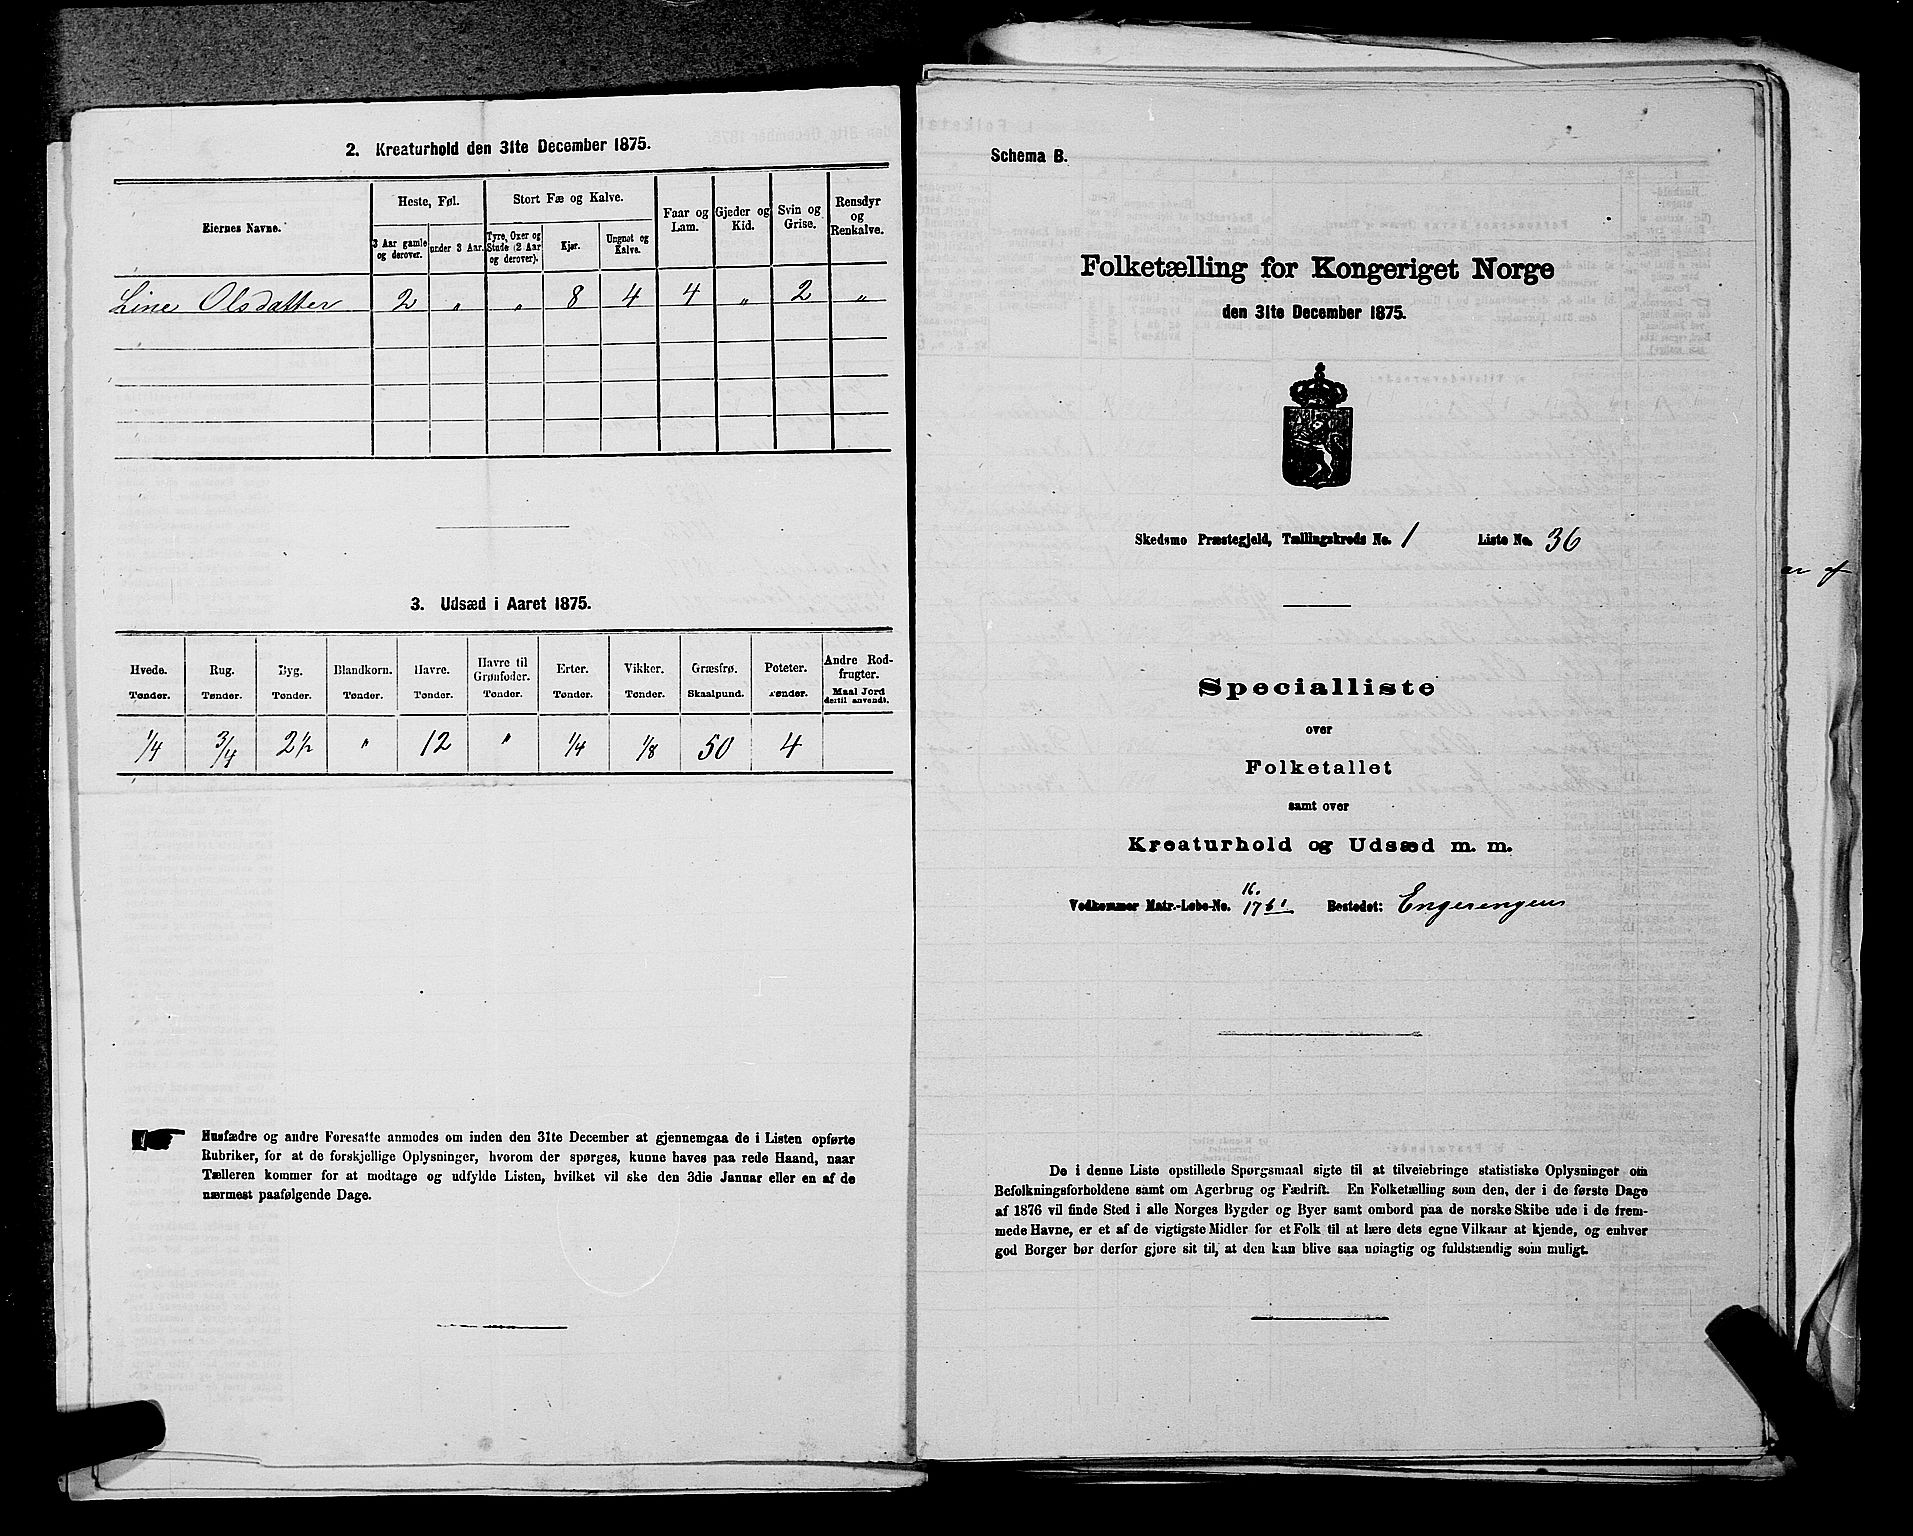 2. Kreaturhold den 31te December 1875.
Eiernes Navne.
Heste, Føl.
Stort Fæ og Kalve.
Faar og Lam.
Gjeder og Kid.
Svin og Grise.
Rensdyr og Renkalve.
3 Aar gamle og derover.
under 3 Aar.
Tyre, Oxer og Stude (2 Aar og derover).
Kjør.
Ungnøt og Kalve.
Line Olsdatter 2 " " 8 4 4 " 2 "
3. Udsæd i Aaret 1875.
Hvede. Rug. Byg. Blandkorn. Havre. Havre til Grønfoder. Erter. Vikker. Græsfrø. Poteter. Andre Rodfrugter.
Tønder. Tønder. Tønder. Tønder. Tønder. Tønder. Tønder. Tønder. Skaalpund. Tønder. Maal Jord dertil anvendt.
1/4 3/4 2 1/2 " 12 " 1/4 1/8 50 4
Husfædre og andre Foresatte anmodes om inden den 31te December at gjennemgaa de i Listen opførte
Rubriker, for at de forskjellige Oplysninger, hvorom der spørges, kunne haves paa rede Haand, naar
Tælleren kommer for at modtage og udfylde Listen, hvilket vil ske den 3die Januar eller en af de
nærmest paafølgende Dage.
Schema B.
Folketælling for Kongeriget Norge
den 31te December 1875.
Skedsmo Præstegjeld, Tællingskreds No. 1 Liste No. 36
Specialliste
over
Folketallet
samt over
Kreaturhold og Udsæd m. m.
16.
Vedkommer Matr.-Løbe-No. 17 b1 Bostedet: Engerengen
De i denne Liste opstillede Spørgsmaal sigte til at tilveiebringe statistiske Oplysninger om
Befolkningsforholdene samt om Agerbrug og Fædrift. En Folketælling som den, der i de første Dage
af 1876 vil finde Sted i alle Norges Bygder og Byer samt ombord paa de norske Skibe ude i de frem-
mede Havne, er et af de vigtigste Midler for et Folk til at lære dets egne Vilkaar at kjende, og enhver
god Borger bør derfor gjøre sit til, at den kan blive saa nøiagtig og fuldstændig som muligt.